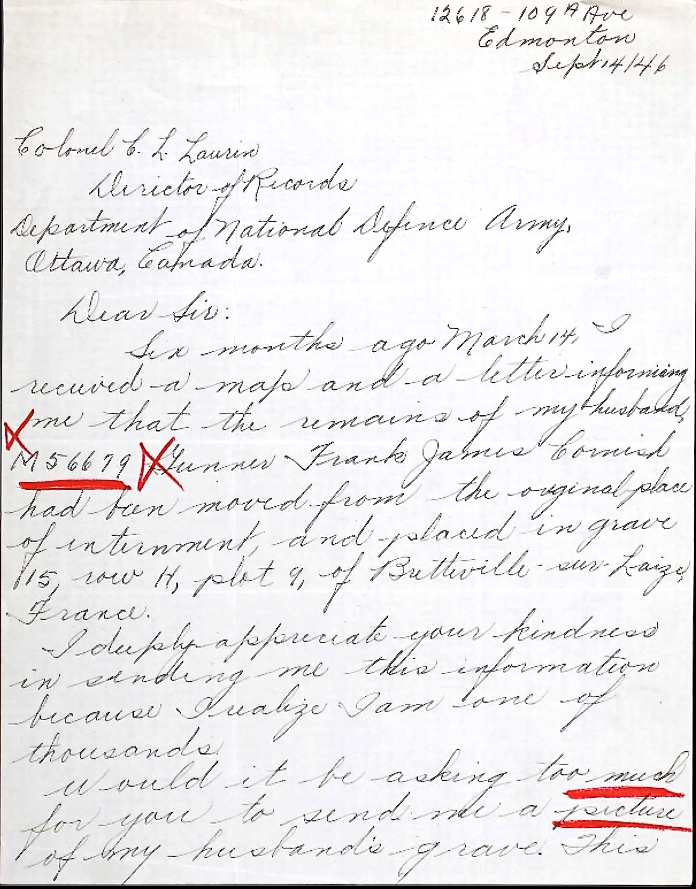 12618 - 109 A Ave
Edmonton
Sept 14/46
Colonel C. L. Laurin
Director of Records
Department of National Defence Army,
Ottawa, Canada.
Dear Sir:
Six months ago March 14, I
received a map and a letter informing
me that the remains of my husband,
M56679 Gunner Frank James Cornish
had been moved from the original place
of internment, and placed in grave
15, row H, plot 9, of Bretteville-sur-Laize,
France.
I deeply appreciate your kindness
in sending me this information
because I realize I am one of
thousands.
Would it be asking too much
for you to send me a picture
of my husband's grave. This